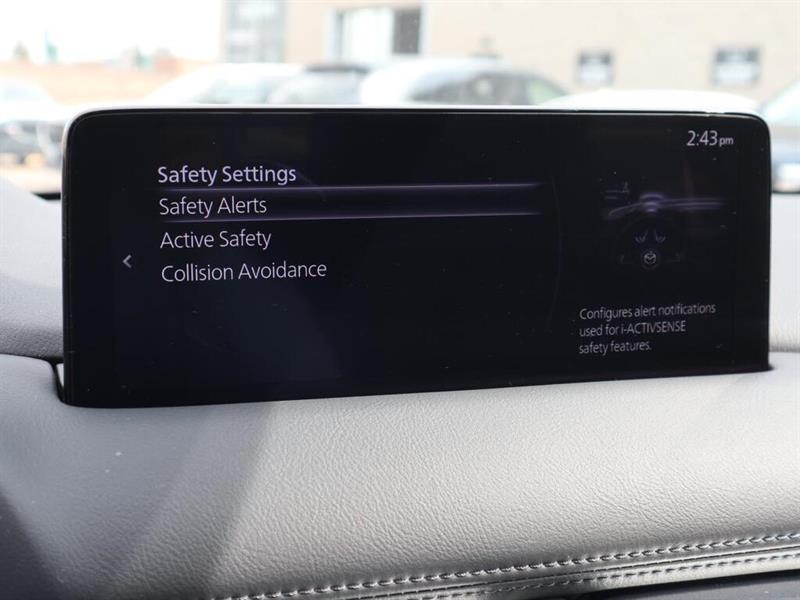 2:43pm
Safety Settings
Safety Alerts
Active Safety
Collision Avoidance
Configures alert notifications
used for i-ACTIVSENSE
safety features.